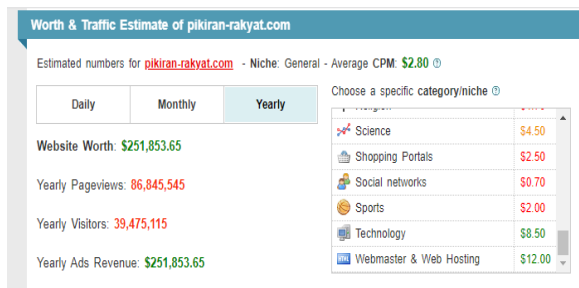 Worth & Traffic Estimate of pikiran-rakyat.com
Estimated numbers for pikiran-rakyat.com - Niche: General - Average CPM: $2.80
Choose a specific category/niche
Daily
Monthly
Yearly
Website Worth: $251,853.65
Yearly Pageviews: 86,845,545
Yearly Visitors: 39,475,115
Yearly Ads Revenue: $251,853.65
Science $4.50
Shopping Portals $2.50
Social networks $0.70
Sports $2.00
Technology $8.50
Webmaster & Web Hosting $12.00